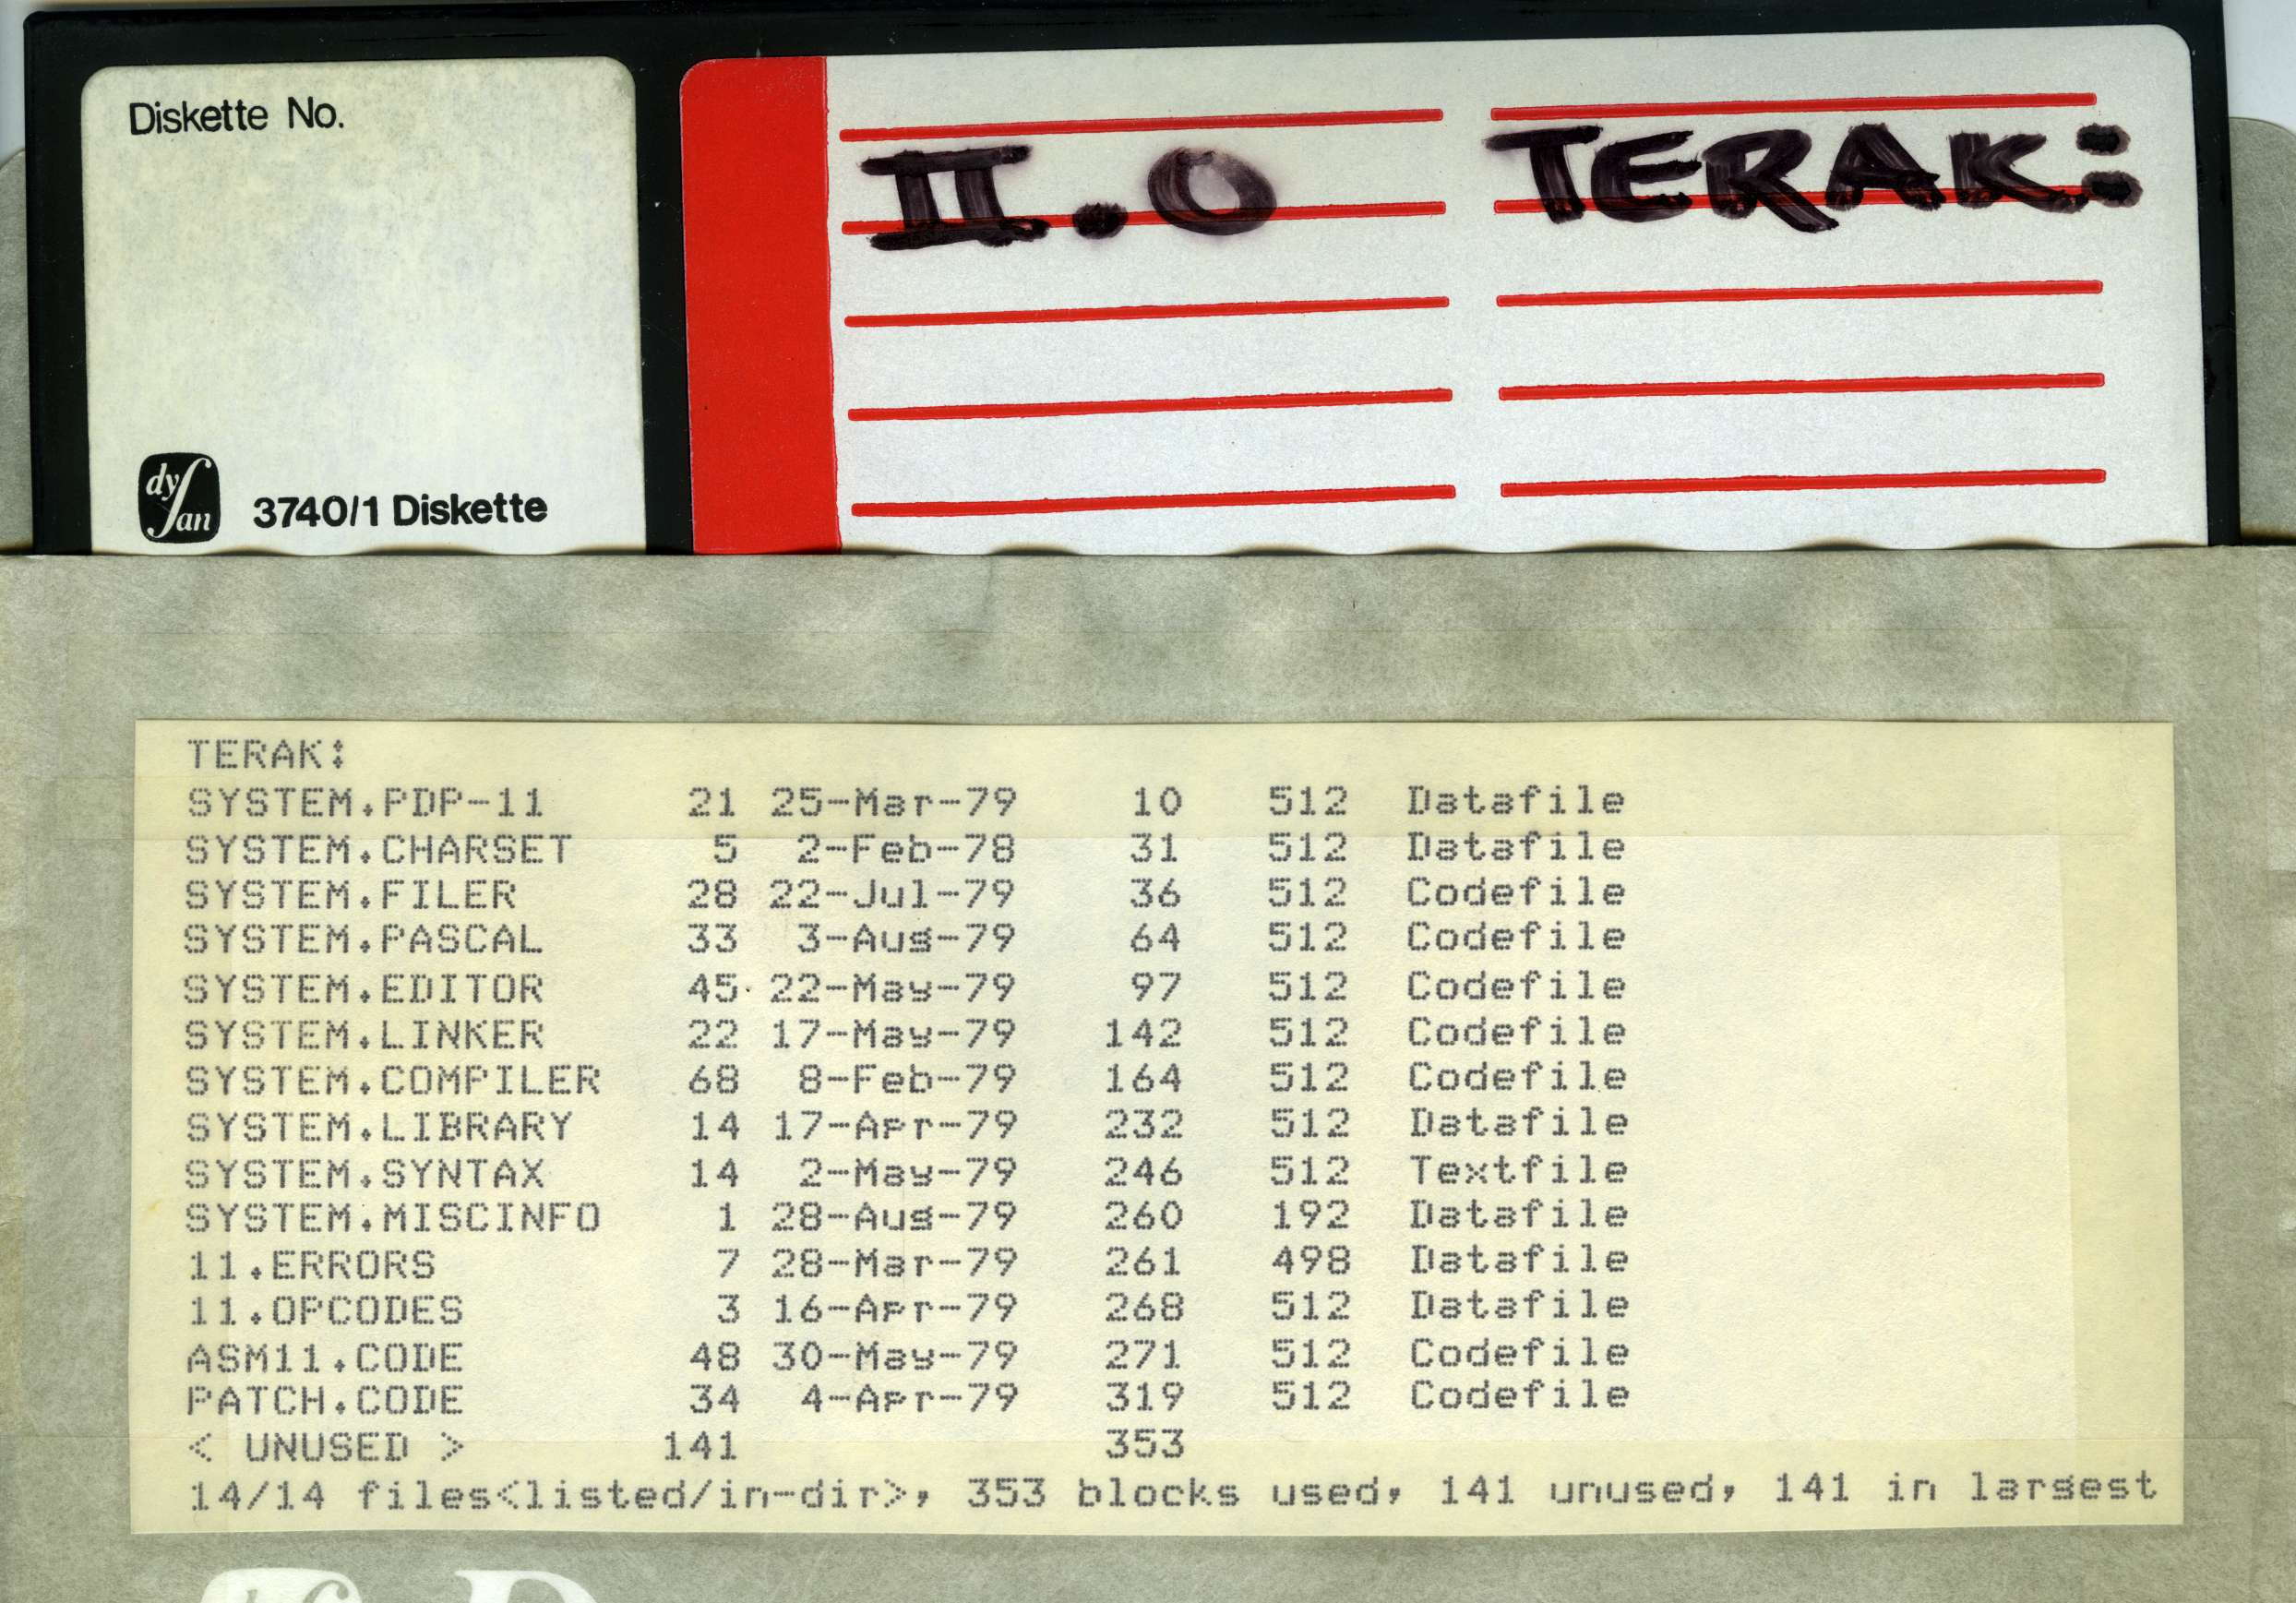 Diskette No.
II.0 TERAK:
dysan 3740/1 Diskette
TERAK:
SYSTEM.PDP-11 21 25-Mar-79 10 512 Datafile
SYSTEM.CHARSET 5 2-Feb-78 31 512 Datafile
SYSTEM.FILER 28 22-Jul-79 36 512 Codefile
SYSTEM.PASCAL 33 3-Aug-79 64 512 Codefile
SYSTEM.EDITOR 45 22-May-79 97 512 Codefile
SYSTEM.LINKER 22 17-May-79 142 512 Codefile
SYSTEM.COMPILER 68 8-Feb-79 164 512 Codefile
SYSTEM.LIBRARY 14 17-Apr-79 232 512 Datafile
SYSTEM.SYNTAX 14 2-May-79 246 512 Textfile
SYSTEM.MISCINFO 1 28-Aug-79 260 192 Datafile
11.ERRORS 7 28-Mar-79 261 498 Datafile
11.OPCODES 3 16-Apr-79 268 512 Datafile
ASM11.CODE 48 30-May-79 271 512 Codefile
PATCH.CODE 34 4-Apr-79 319 512 Codefile
< UNUSED > 141 353
14/14 files<listed/in-dir>, 353 blocks used, 141 unused, 141 in largest